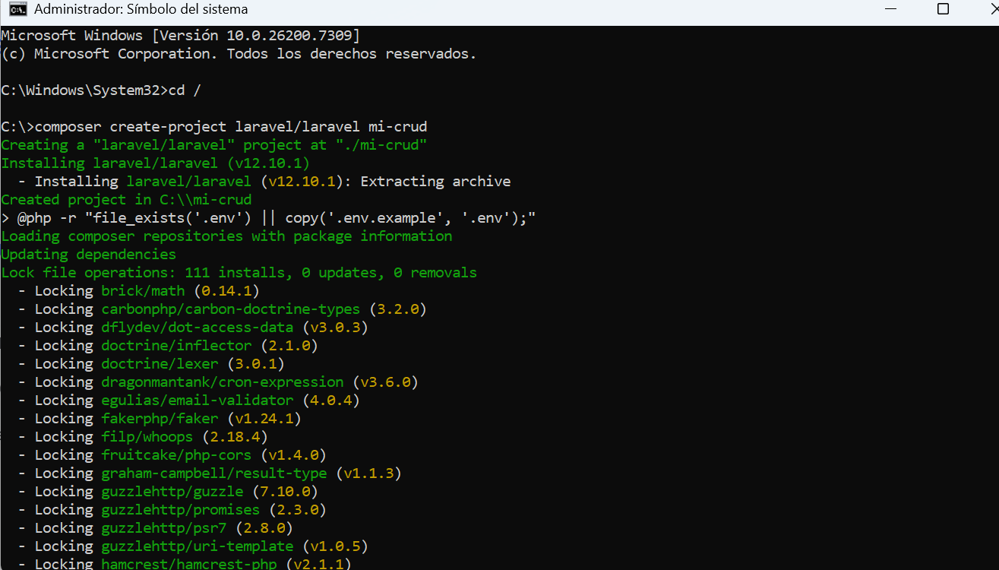 Administrador: Símbolo del sistema
Microsoft Windows [Versión 10.0.26200.7309]
(c) Microsoft Corporation. Todos los derechos reservados.
C:\Windows\System32>cd /
C:\>composer create-project laravel/laravel mi-crud
Creating a "laravel/laravel" project at "./mi-crud"
Installing laravel/laravel (v12.10.1)
  - Installing laravel/laravel (v12.10.1): Extracting archive
Created project in C:\\mi-crud
> @php -r "file_exists('.env') || copy('.env.example', '.env');"
Loading composer repositories with package information
Updating dependencies
Lock file operations: 111 installs, 0 updates, 0 removals
  - Locking brick/math (0.14.1)
  - Locking carbonphp/carbon-doctrine-types (3.2.0)
  - Locking dflydev/dot-access-data (v3.0.3)
  - Locking doctrine/inflector (2.1.0)
  - Locking doctrine/lexer (3.0.1)
  - Locking dragonmantank/cron-expression (v3.6.0)
  - Locking egulias/email-validator (4.0.4)
  - Locking fakerphp/faker (v1.24.1)
  - Locking filp/whoops (2.18.4)
  - Locking fruitcake/php-cors (v1.4.0)
  - Locking graham-campbell/result-type (v1.1.3)
  - Locking guzzlehttp/guzzle (7.10.0)
  - Locking guzzlehttp/promises (2.3.0)
  - Locking guzzlehttp/psr7 (2.8.0)
  - Locking guzzlehttp/uri-template (v1.0.5)
  - Locking hamcrest/hamcrest-php (v2.1.1)